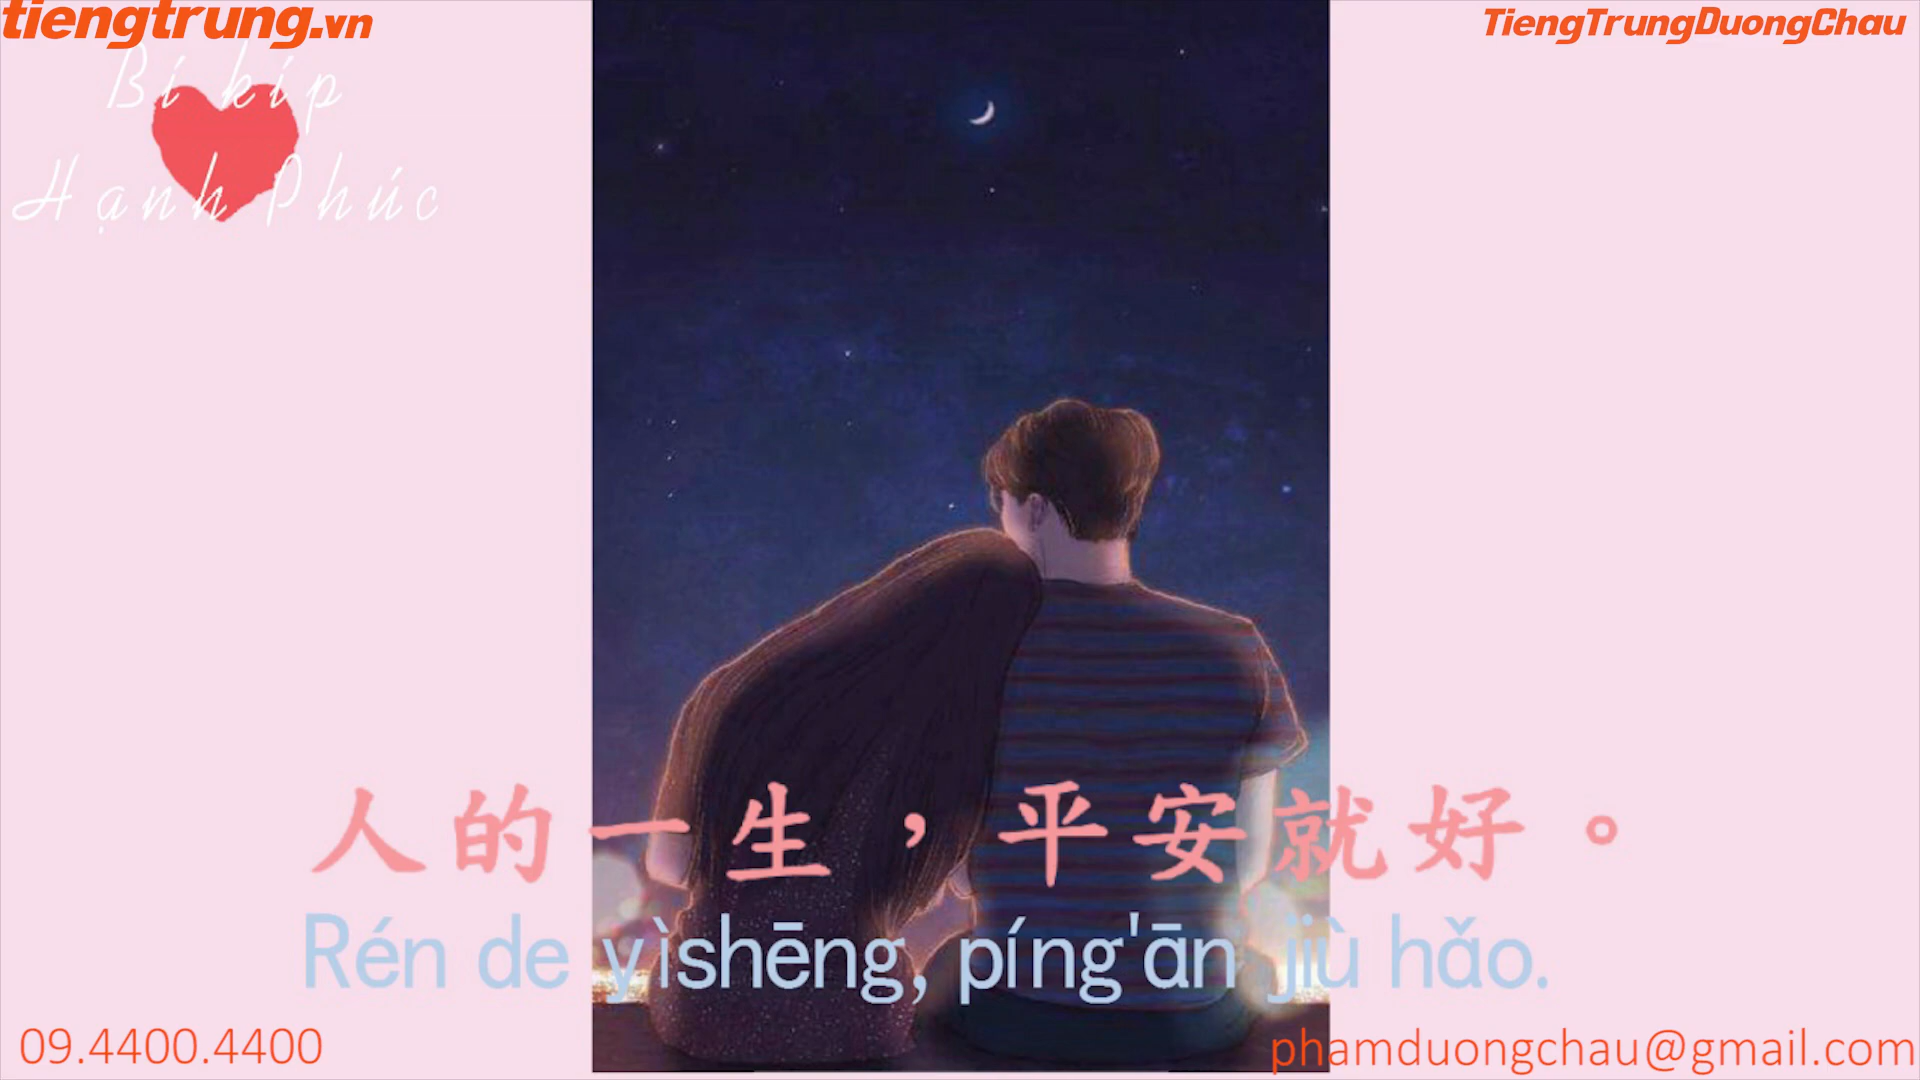 tiengtrung.vn
TiengTrungDuongChau
Bí kíp
Hạnh Phúc
人的一生，平安就好。
Rén de yìshēng, píng'ān jiù hǎo.
09.4400.4400
phamduongchau@gmail.com